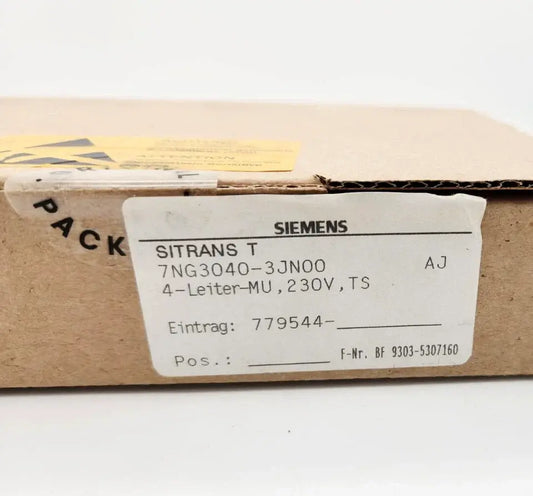 PACK
SIEMENS
SITRANS T
7NG3040-3JN00 AJ
4-Leiter-MU,230V,TS
Eintrag: 779544-
Pos.:
F-Nr. BF 9303-5307160